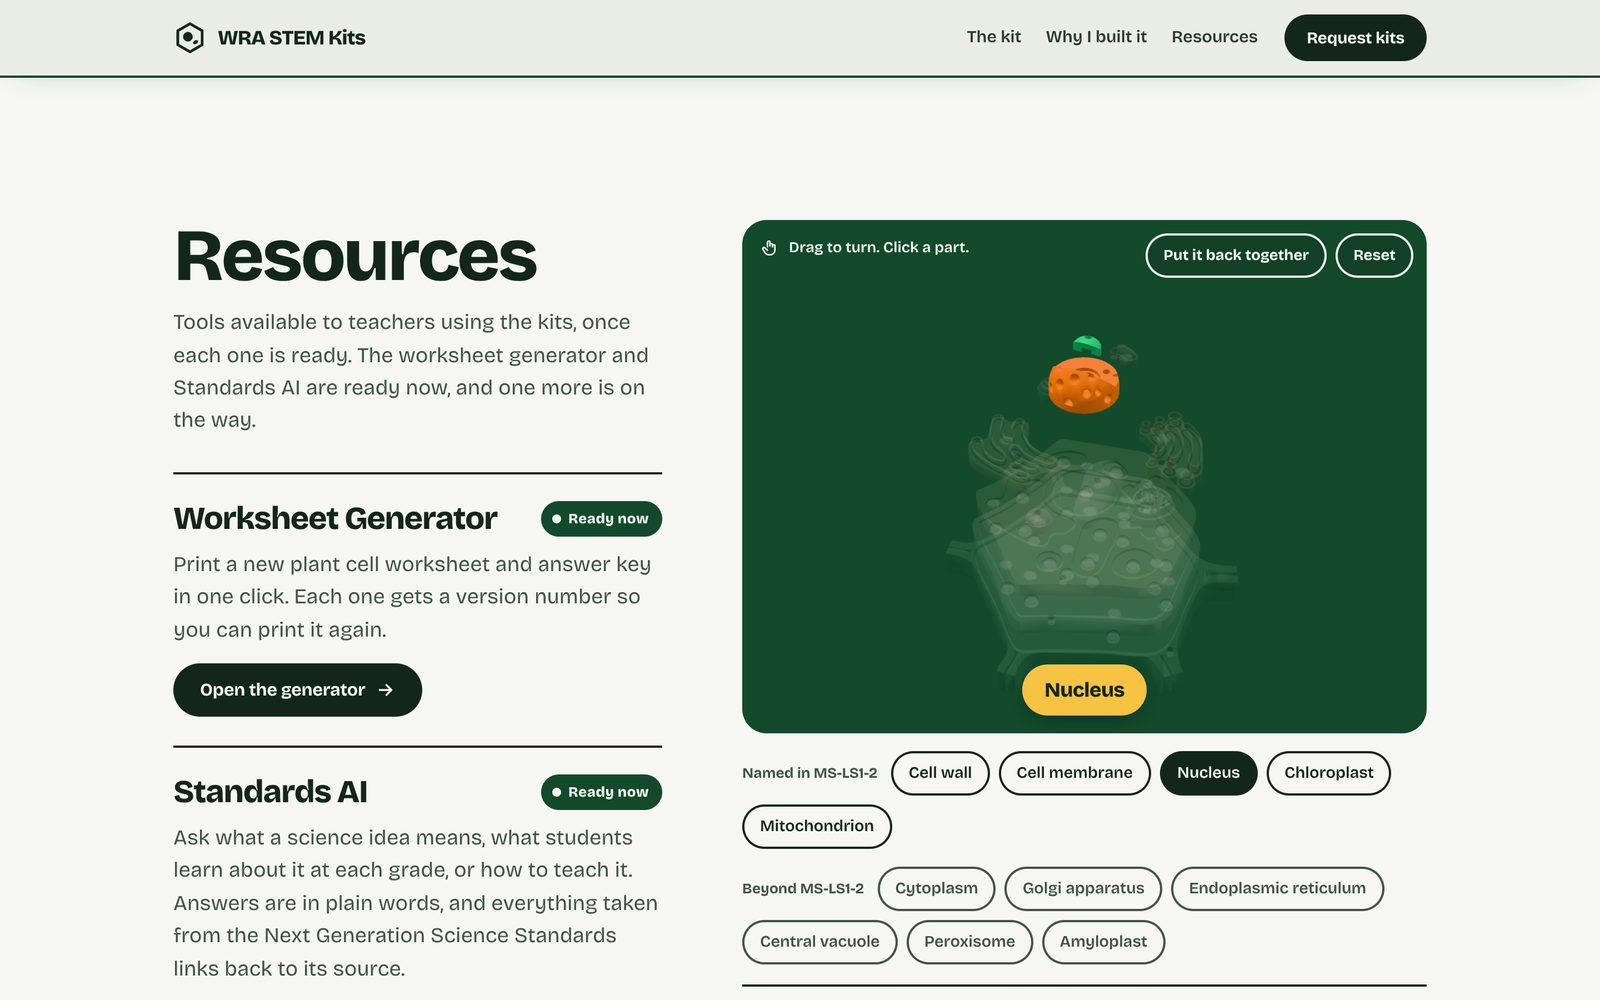 WRA STEM Kits
The kit
Why I built it
Resources
Request kits
Resources
Tools available to teachers using the kits, once
each one is ready. The worksheet generator and
Standards AI are ready now, and one more is on
the way.
Worksheet Generator
Ready now
Print a new plant cell worksheet and answer key
in one click. Each one gets a version number so
you can print it again.
Open the generator →
Standards AI
Ready now
Ask what a science idea means, what students
learn about it at each grade, or how to teach it.
Answers are in plain words, and everything taken
from the Next Generation Science Standards
links back to its source.
Drag to turn. Click a part.
Put it back together
Reset
Nucleus
Named in MS-LS1-2
Cell wall
Cell membrane
Nucleus
Chloroplast
Mitochondrion
Beyond MS-LS1-2
Cytoplasm
Golgi apparatus
Endoplasmic reticulum
Central vacuole
Peroxisome
Amyloplast